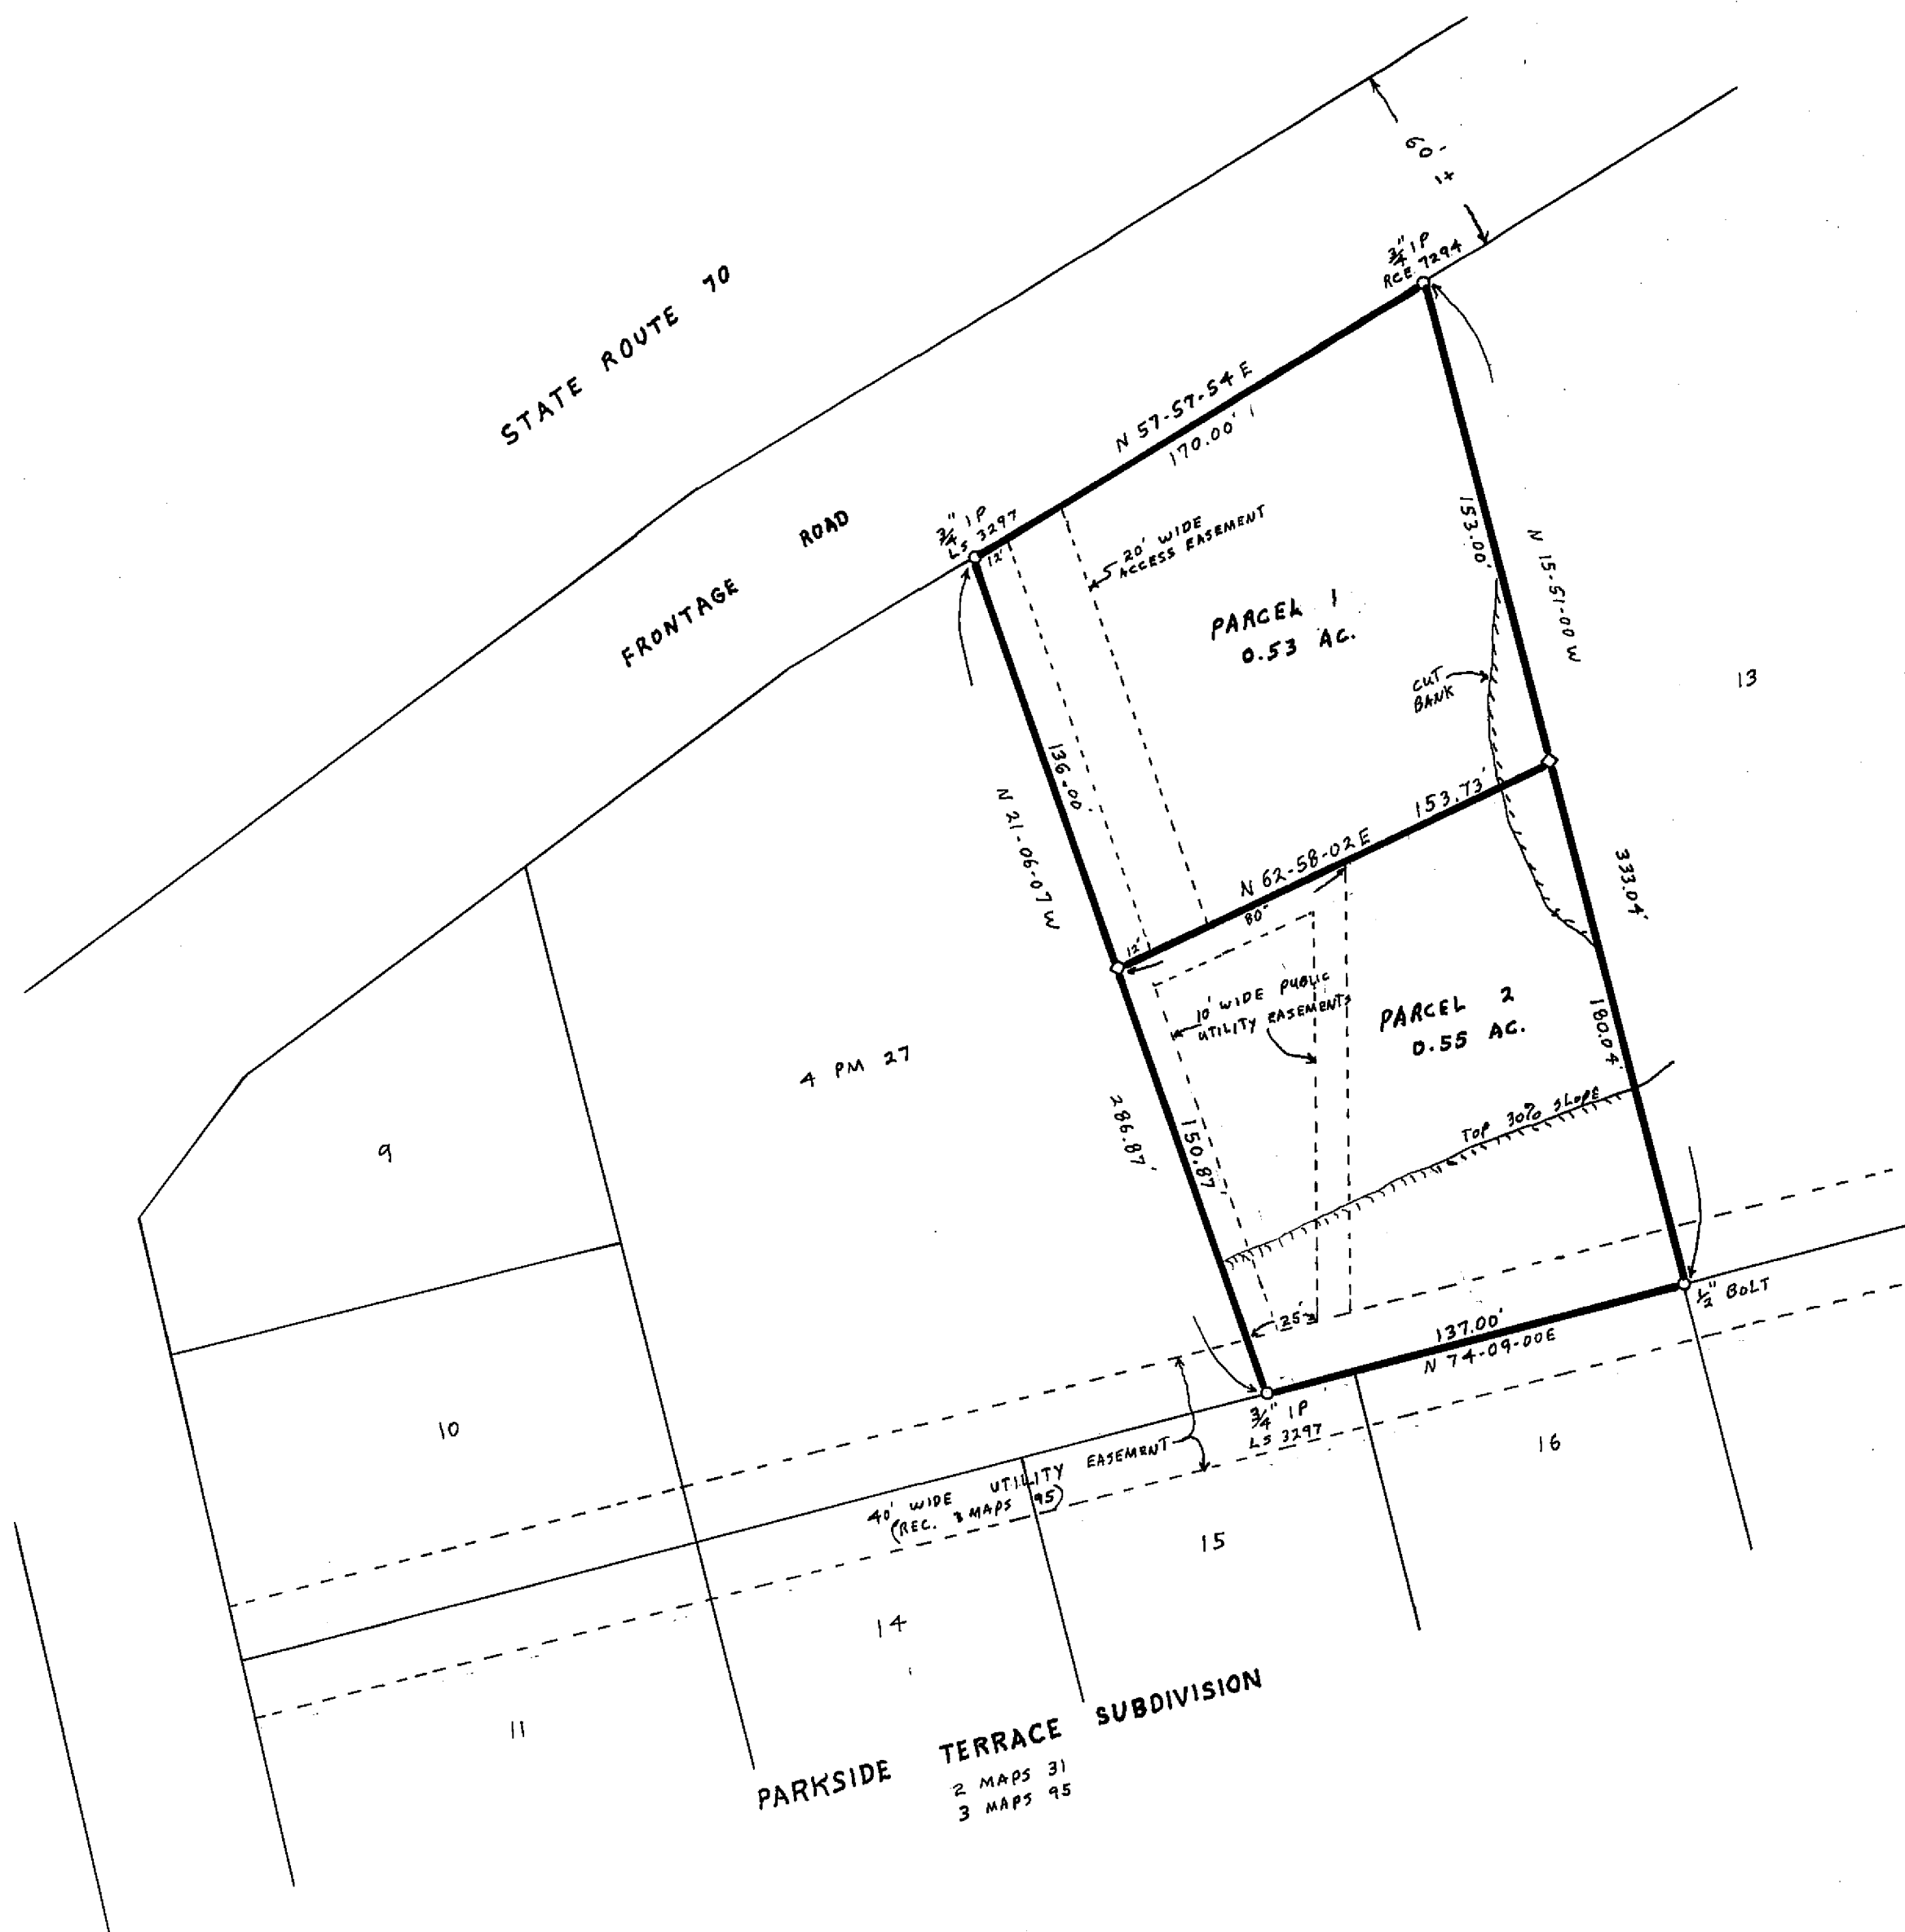 60' ±
3/4" IP
RCE 7294
STATE ROUTE 70
N 57-57-54 E
170.00'
3/4" IP
LS 3297
12'
ROAD
FRONTAGE
20' WIDE
ACCESS EASEMENT
153.00'
N 15-51-00 W
PARCEL 1
0.53 AC.
CUT
BANK
13
136.00'
N 21-06-07 W
153.73'
N 62-58-02 E
80'
12'
333.04'
10' WIDE PUBLIC
UTILITY EASEMENTS
PARCEL 2
0.55 AC.
180.04'
4 PM 27
9
286.87'
150.87'
TOP 30% SLOPE
25'
1/2" BOLT
137.00'
N 74-09-00 E
3/4" IP
LS 3297
10
40' WIDE UTILITY EASEMENT
(REC. 3 MAPS 95)
16
15
14
11
PARKSIDE TERRACE SUBDIVISION
2 MAPS 31
3 MAPS 95